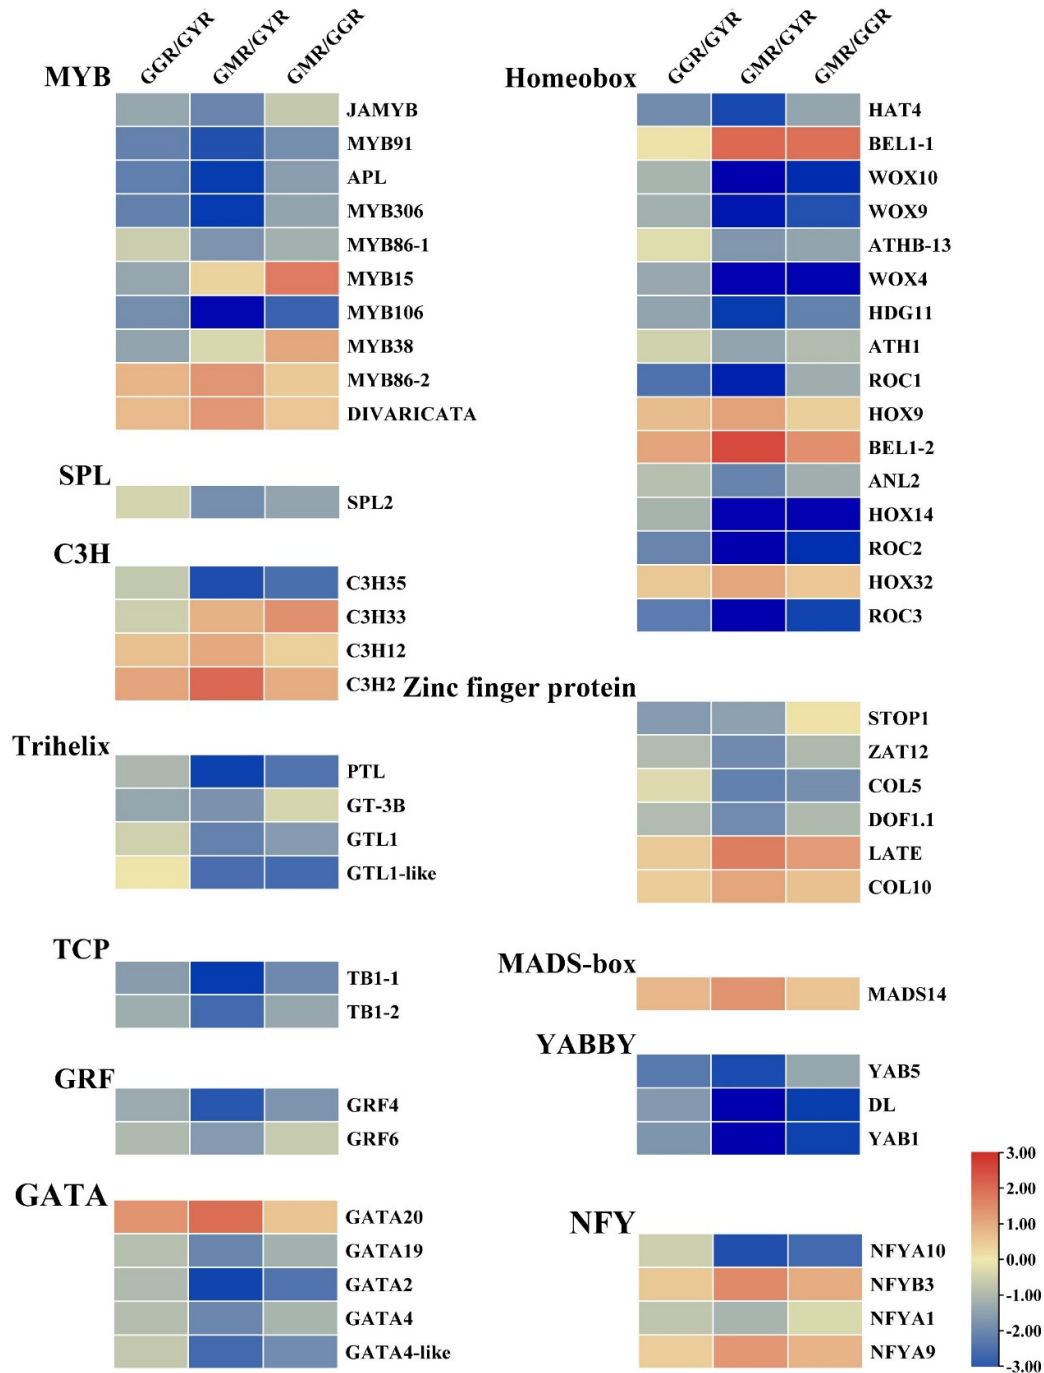 GGR/GYR GMR/GYR GMR/GGR
MYB
JAMYB
MYB91
APL
MYB306
MYB86-1
MYB15
MYB106
MYB38
MYB86-2
DIVARICATA
SPL
SPL2
C3H
C3H35
C3H33
C3H12
C3H2
Trihelix
PTL
GT-3B
GTL1
GTL1-like
TCP
TB1-1
TB1-2
GRF
GRF4
GRF6
GATA
GATA20
GATA19
GATA2
GATA4
GATA4-like
GGR/GYR GMR/GYR GMR/GGR
Homeobox
HAT4
BEL1-1
WOX10
WOX9
ATHB-13
WOX4
HDG11
ATH1
ROC1
HOX9
BEL1-2
ANL2
HOX14
ROC2
HOX32
ROC3
Zinc finger protein
STOP1
ZAT12
COL5
DOF1.1
LATE
COL10
MADS-box
MADS14
YABBY
YAB5
DL
YAB1
NFY
NFYA10
NFYB3
NFYA1
NFYA9
3.00
2.00
1.00
0.00
-1.00
-2.00
-3.00